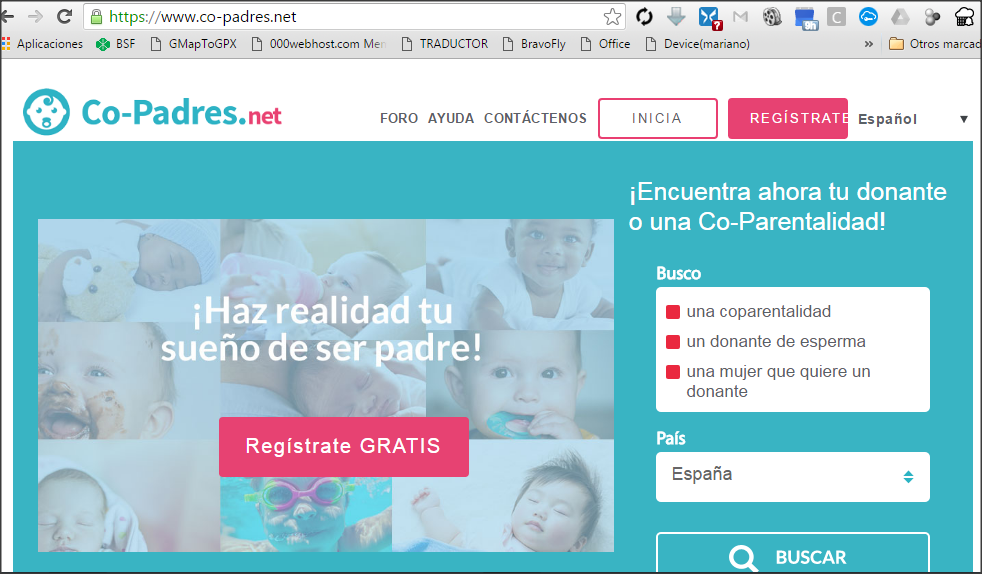 https://www.co-padres.net
Aplicaciones BSF GMapToGPX 000webhost.com Men TRADUCTOR BravoFly Office Device(mariano) » Otros marcad
Co-Padres.net
FORO AYUDA CONTÁCTENOS INICIA REGÍSTRATE Español
¡Encuentra ahora tu donante
o una Co-Parentalidad!
¡Haz realidad tu
sueño de ser padre!
Regístrate GRATIS
Busco
una coparentalidad
un donante de esperma
una mujer que quiere un
donante
País
España
BUSCAR